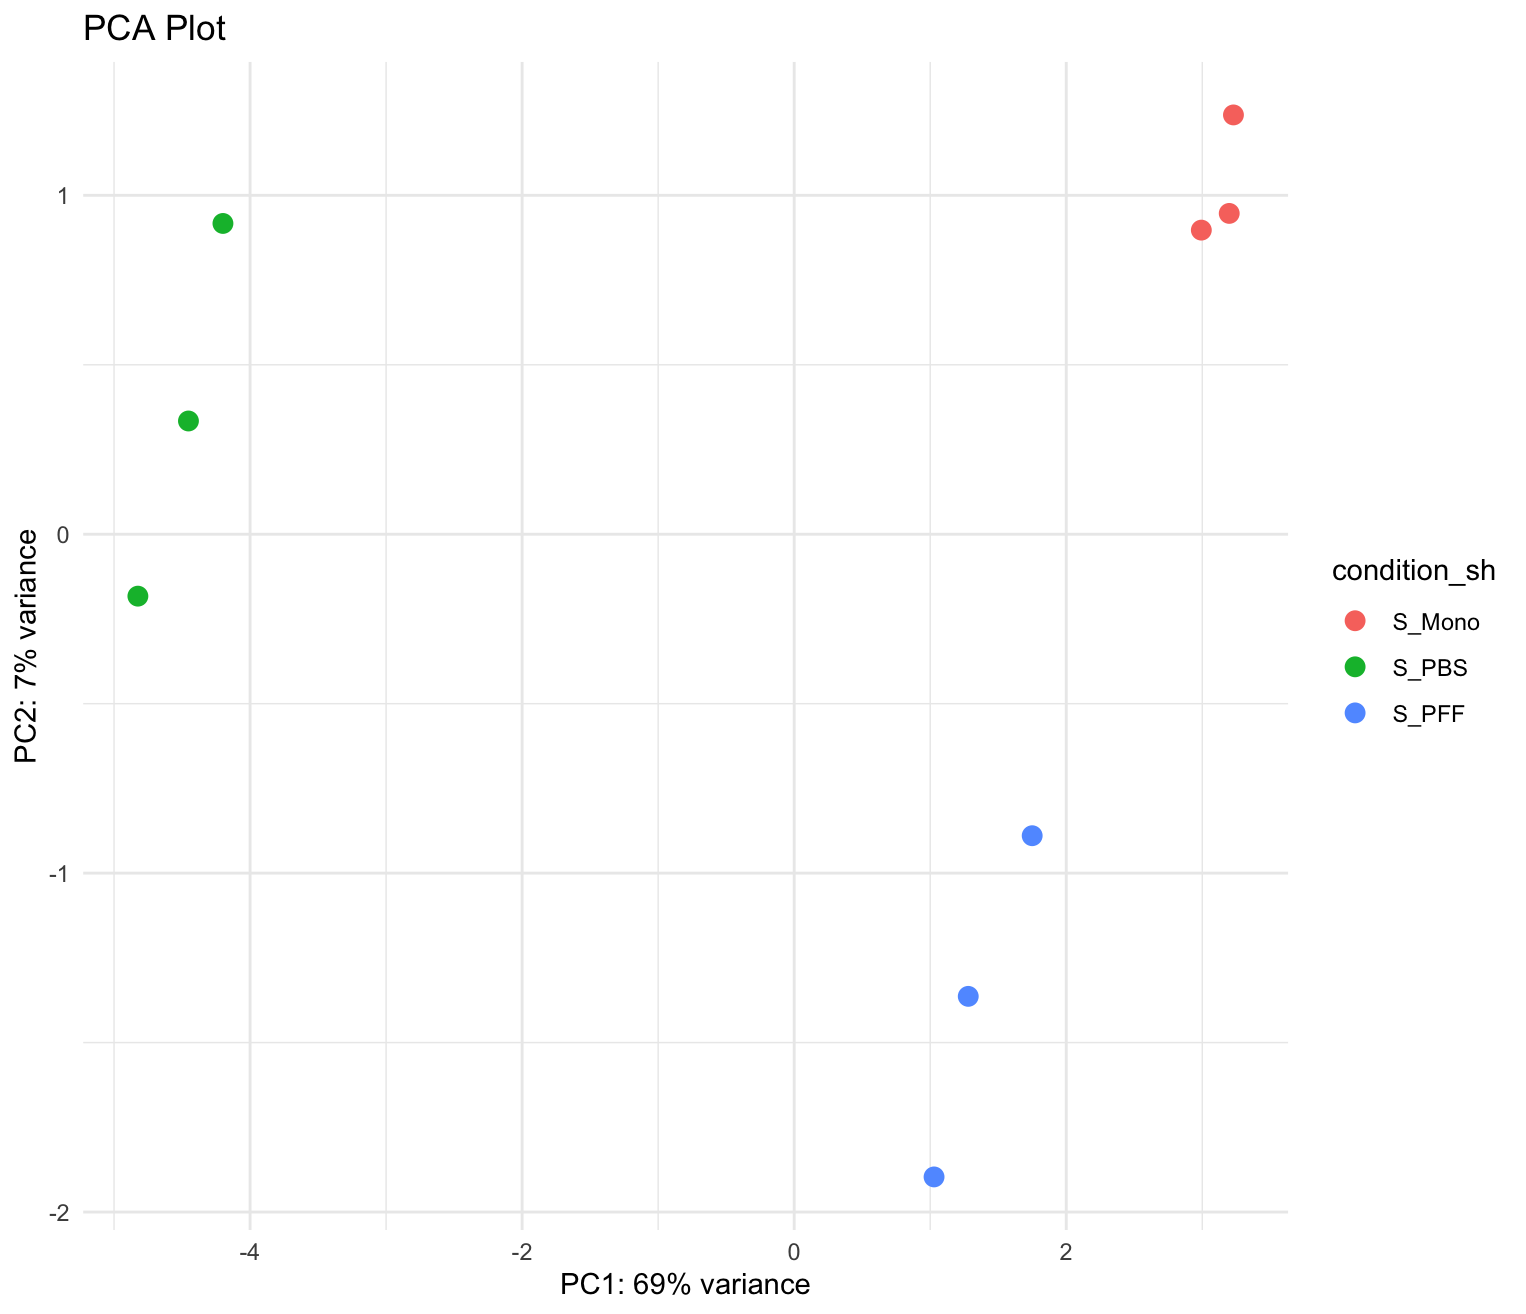 PCA Plot
1
0
-1
-2
PC2: 7% variance
-4
-2
0
2
PC1: 69% variance
condition_sh
S_Mono
S_PBS
S_PFF